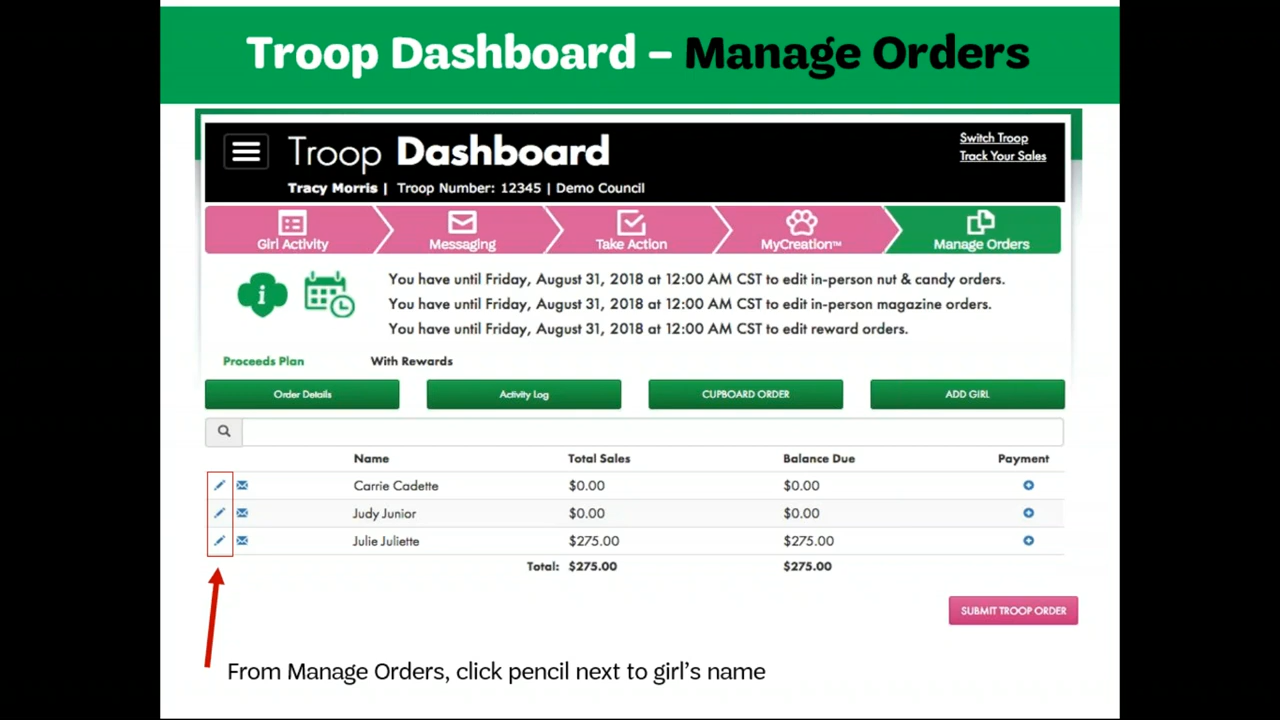 Troop Dashboard – Manage Orders
Troop Dashboard
Switch Troop
Track Your Sales
Tracy Morris | Troop Number: 12345 | Demo Council
Girl Activity
Messaging
Take Action
MyCreation™
Manage Orders
You have until Friday, August 31, 2018 at 12:00 AM CST to edit in-person nut & candy orders.
You have until Friday, August 31, 2018 at 12:00 AM CST to edit in-person magazine orders.
You have until Friday, August 31, 2018 at 12:00 AM CST to edit reward orders.
Proceeds Plan With Rewards
Order Details
Activity Log
CUPBOARD ORDER
ADD GIRL
Name Total Sales Balance Due Payment
Carrie Cadette $0.00 $0.00
Judy Junior $0.00 $0.00
Julie Juliette $275.00 $275.00
Total: $275.00 $275.00
SUBMIT TROOP ORDER
From Manage Orders, click pencil next to girl's name